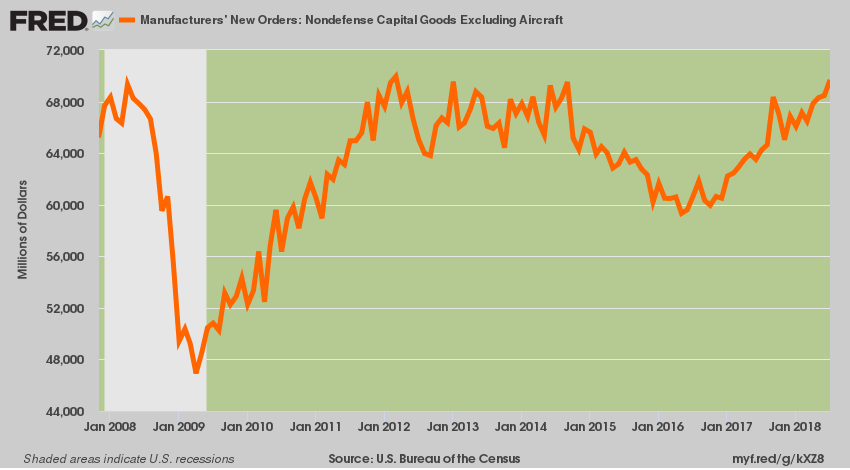 FRED
Manufacturers' New Orders: Nondefense Capital Goods Excluding Aircraft
72,000
68,000
64,000
60,000
56,000
52,000
48,000
44,000
Millions of Dollars
Jan 2008 Jan 2009 Jan 2010 Jan 2011 Jan 2012 Jan 2013 Jan 2014 Jan 2015 Jan 2016 Jan 2017 Jan 2018
Shaded areas indicate U.S. recessions Source: U.S. Bureau of the Census myf.red/g/kXZ8